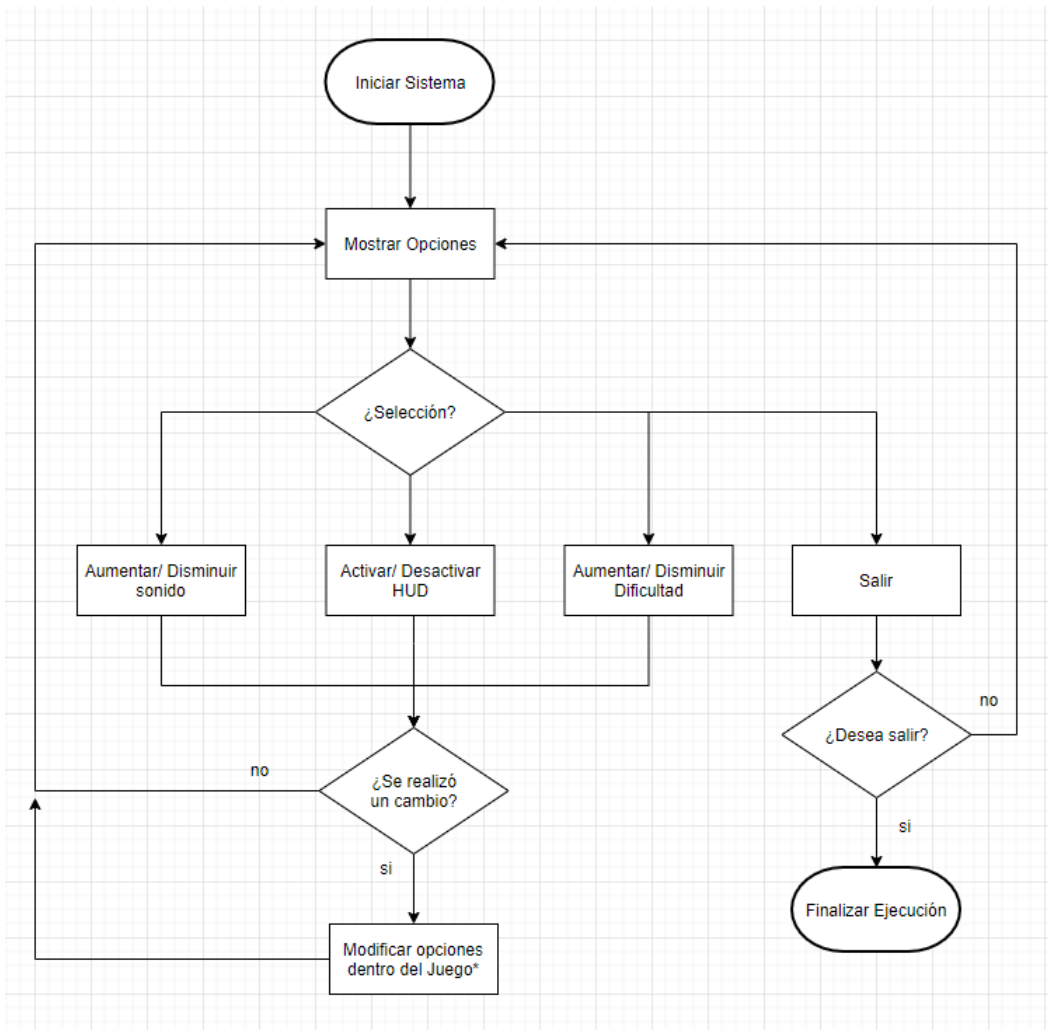 Iniciar Sistema
Mostrar Opciones
¿Selección?
Aumentar/ Disminuir
sonido
Activar/ Desactivar
HUD
Aumentar/ Disminuir
Dificultad
Salir
¿Desea salir?
no
no
¿Se realizó
un cambio?
si
si
Finalizar Ejecución
Modificar opciones
dentro del Juego*